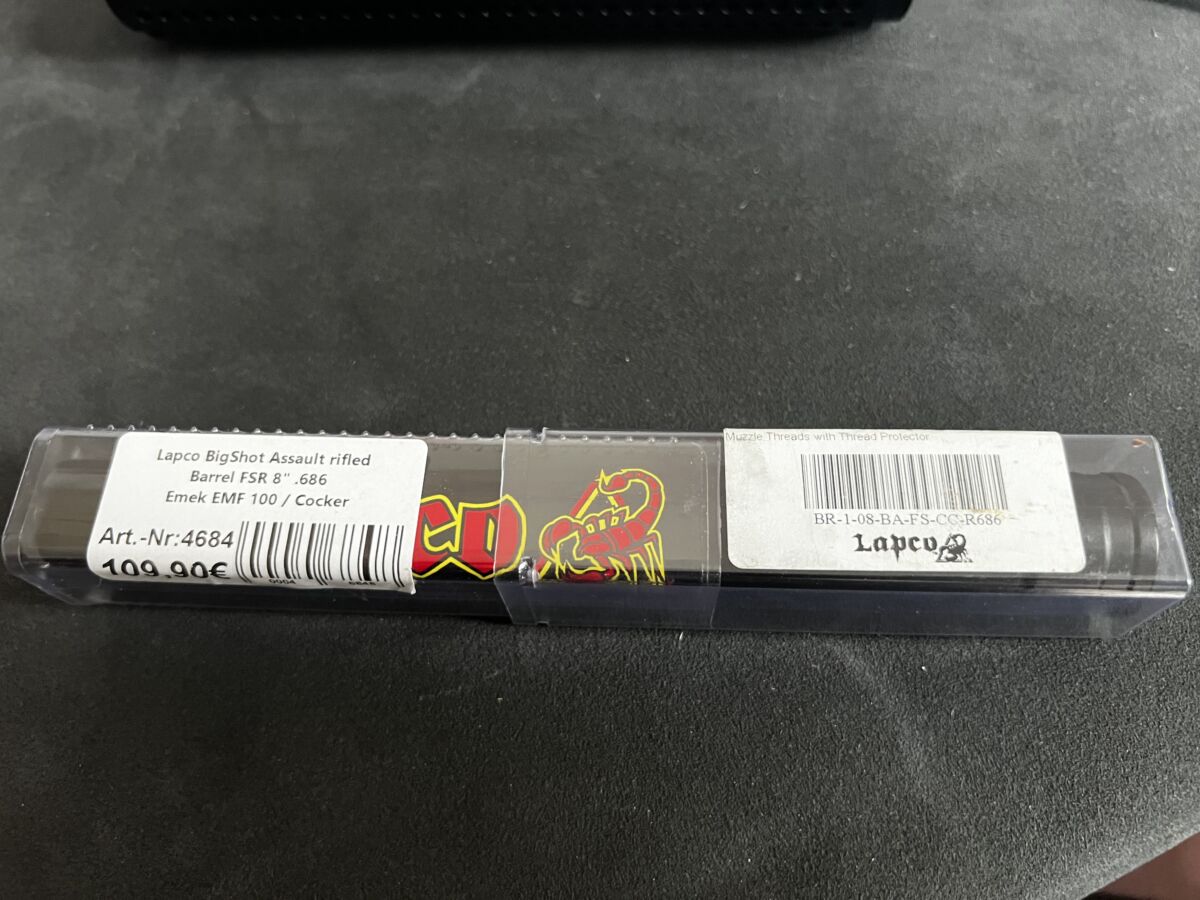 Lapco BigShot Assault rifled
Barrel FSR 8" .686
Emek EMF 100 / Cocker
Art.-Nr:4684
109,90€
Muzzle Threads with Thread Protector
BR-1-08-BA-FS-CC-R686
Lapco